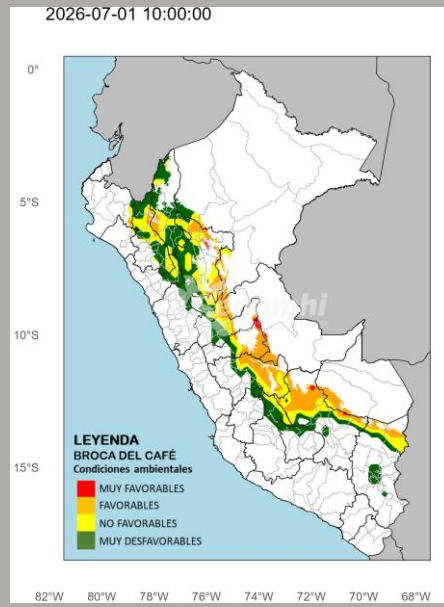 2026-07-01 10:00:00
0°
5°S
10°S
15°S
senamhi
LEYENDA
BROCA DEL CAFÉ
Condiciones ambientales
MUY FAVORABLES
FAVORABLES
NO FAVORABLES
MUY DESFAVORABLES
82°W 80°W 78°W 76°W 74°W 72°W 70°W 68°W